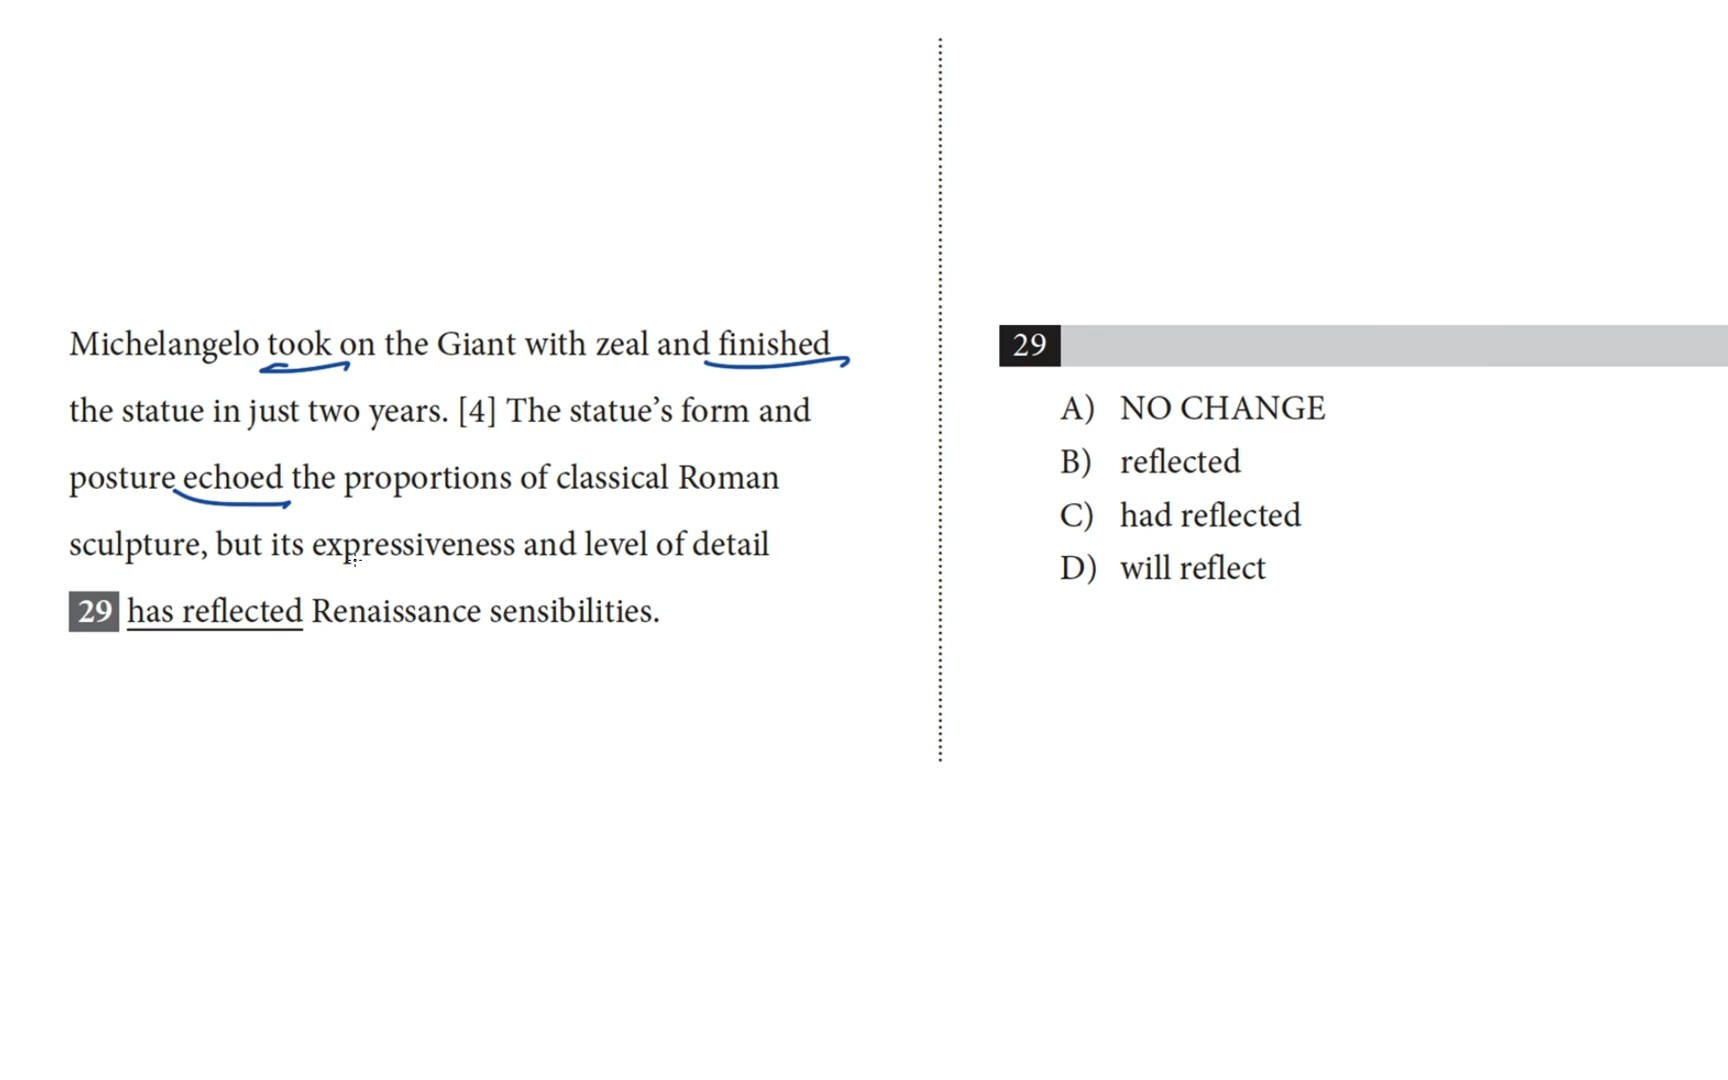 Michelangelo took on the Giant with zeal and finished
the statue in just two years. [4] The statue’s form and
posture echoed the proportions of classical Roman
sculpture, but its expressiveness and level of detail
29 has reflected Renaissance sensibilities.
29
A) NO CHANGE
B) reflected
C) had reflected
D) will reflect